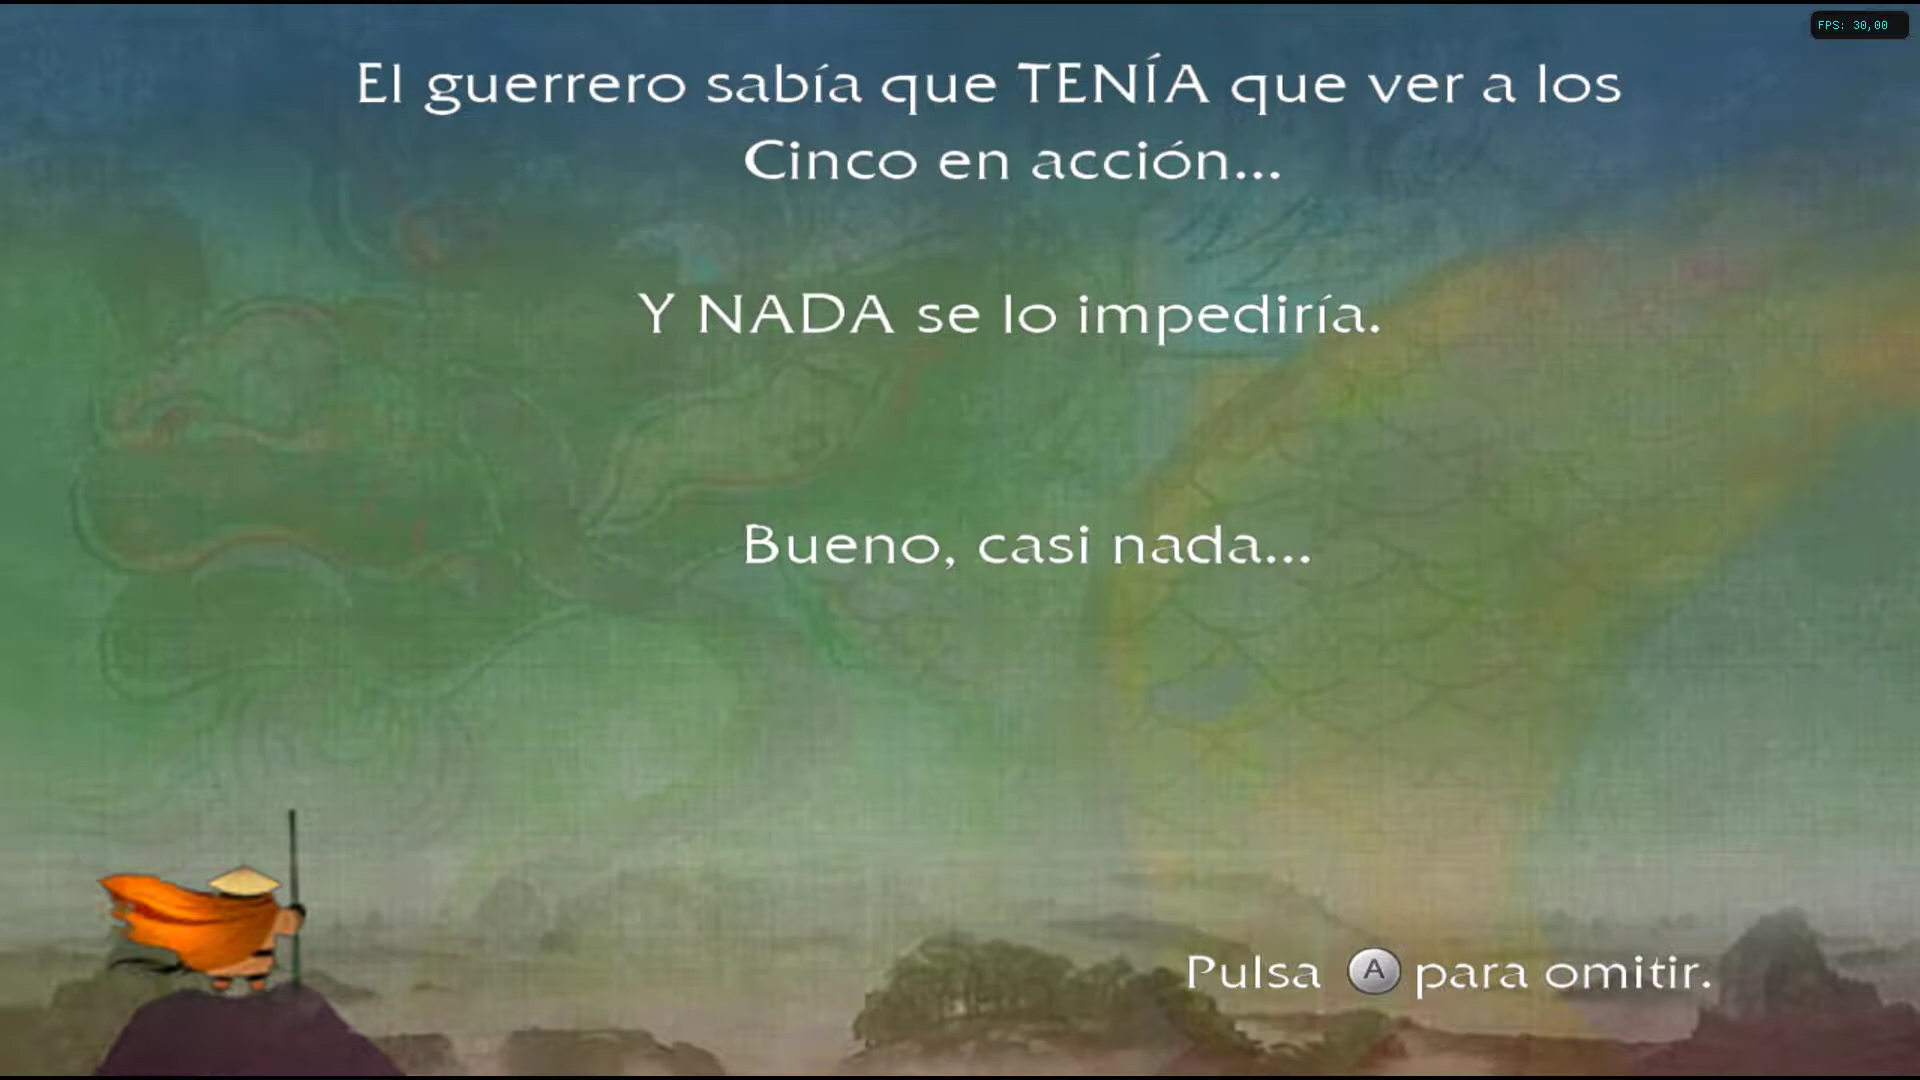 FPS: 30,00
El guerrero sabía que TENÍA que ver a los
Cinco en acción...
Y NADA se lo impediría.
Bueno, casi nada...
Pulsa A para omitir.